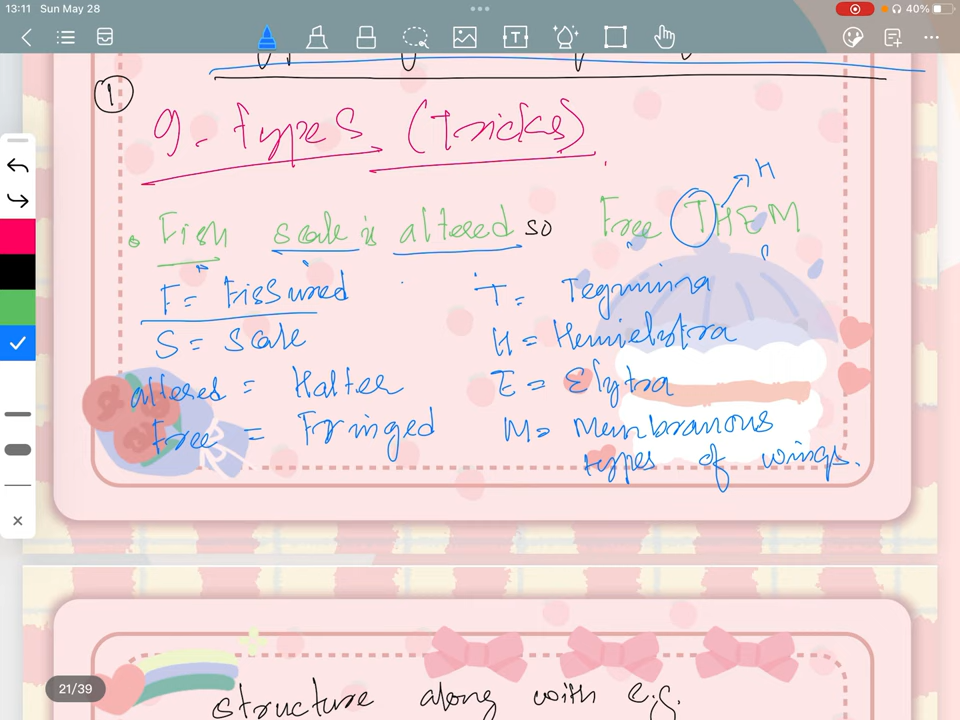 13:11 Sun May 28
40%
1
9. types (Tricks).
Fish scale is altered so Free THEM
H
F = Fissured
S = Scale
altered = Halter
Free = Fringed
T = Tegmina
H = Hemielytra
E = Elytra
M = Membranous
types of wings.
21/39
structure along with e.g.